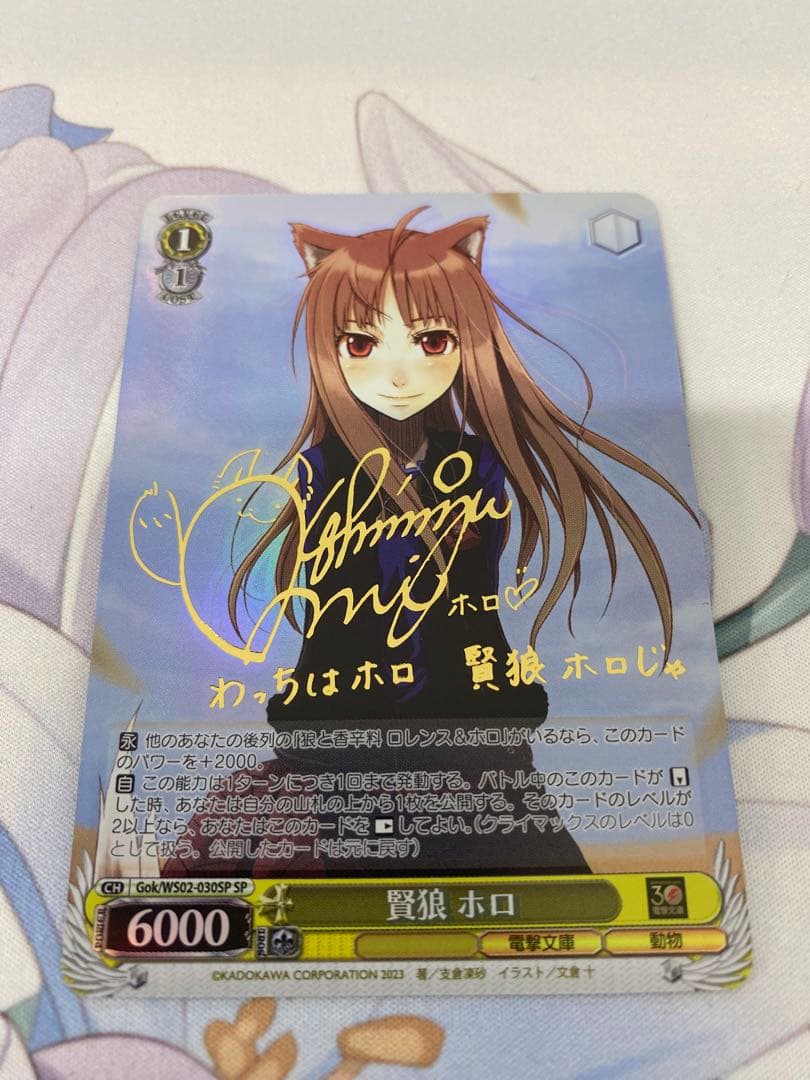 LEVEL
1
1
COST
Koshimizu
Ami ホロ♡
わっちはホロ 賢狼 ホロじゃ
永 他のあなたの後列の「狼と香辛料 ロレンス&ホロ」がいるなら、このカード
のパワーを+2000。
自 この能力は1ターンにつき1回まで発動する。バトル中のこのカードが
した時、あなたは自分の山札の上から1枚を公開する。そのカードのレベルが
2以上なら、あなたはこのカードを してよい。(クライマックスのレベルは0
として扱う。公開したカードは元に戻す)
CH Gok/WS02-030SP SP
賢狼 ホロ
30
電撃文庫
POWER
6000
SOUL
電撃文庫
動物
©KADOKAWA CORPORATION 2023 著/支倉凍砂 イラスト/文倉 十